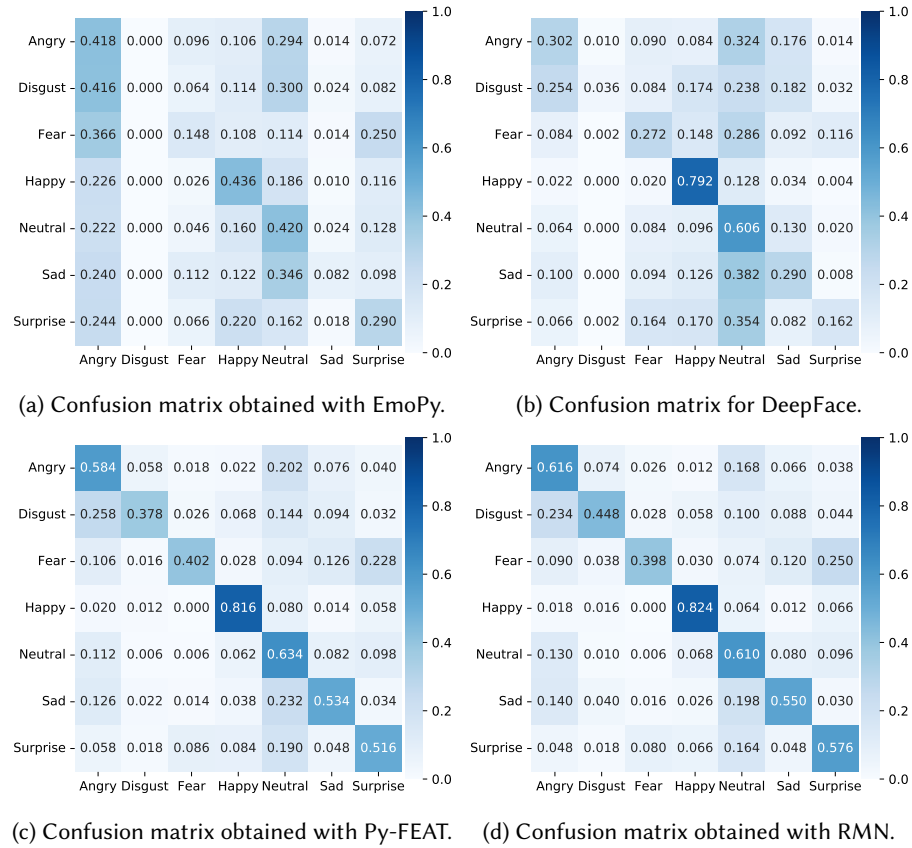 Angry 0.418 0.000 0.096 0.106 0.294 0.014 0.072
Disgust 0.416 0.000 0.064 0.114 0.300 0.024 0.082
Fear 0.366 0.000 0.148 0.108 0.114 0.014 0.250
Happy 0.226 0.000 0.026 0.436 0.186 0.010 0.116
Neutral 0.222 0.000 0.046 0.160 0.420 0.024 0.128
Sad 0.240 0.000 0.112 0.122 0.346 0.082 0.098
Surprise 0.244 0.000 0.066 0.220 0.162 0.018 0.290
Angry Disgust Fear Happy Neutral Sad Surprise
1.0
0.8
0.6
0.4
0.2
0.0
(a) Confusion matrix obtained with EmoPy.
Angry 0.302 0.010 0.090 0.084 0.324 0.176 0.014
Disgust 0.254 0.036 0.084 0.174 0.238 0.182 0.032
Fear 0.084 0.002 0.272 0.148 0.286 0.092 0.116
Happy 0.022 0.000 0.020 0.792 0.128 0.034 0.004
Neutral 0.064 0.000 0.084 0.096 0.606 0.130 0.020
Sad 0.100 0.000 0.094 0.126 0.382 0.290 0.008
Surprise 0.066 0.002 0.164 0.170 0.354 0.082 0.162
Angry Disgust Fear Happy Neutral Sad Surprise
1.0
0.8
0.6
0.4
0.2
0.0
(b) Confusion matrix for DeepFace.
Angry 0.584 0.058 0.018 0.022 0.202 0.076 0.040
Disgust 0.258 0.378 0.026 0.068 0.144 0.094 0.032
Fear 0.106 0.016 0.402 0.028 0.094 0.126 0.228
Happy 0.020 0.012 0.000 0.816 0.080 0.014 0.058
Neutral 0.112 0.006 0.006 0.062 0.634 0.082 0.098
Sad 0.126 0.022 0.014 0.038 0.232 0.534 0.034
Surprise 0.058 0.018 0.086 0.084 0.190 0.048 0.516
Angry Disgust Fear Happy Neutral Sad Surprise
1.0
0.8
0.6
0.4
0.2
0.0
(c) Confusion matrix obtained with Py-FEAT.
Angry 0.616 0.074 0.026 0.012 0.168 0.066 0.038
Disgust 0.234 0.448 0.028 0.058 0.100 0.088 0.044
Fear 0.090 0.038 0.398 0.030 0.074 0.120 0.250
Happy 0.018 0.016 0.000 0.824 0.064 0.012 0.066
Neutral 0.130 0.010 0.006 0.068 0.610 0.080 0.096
Sad 0.140 0.040 0.016 0.026 0.198 0.550 0.030
Surprise 0.048 0.018 0.080 0.066 0.164 0.048 0.576
Angry Disgust Fear Happy Neutral Sad Surprise
1.0
0.8
0.6
0.4
0.2
0.0
(d) Confusion matrix obtained with RMN.